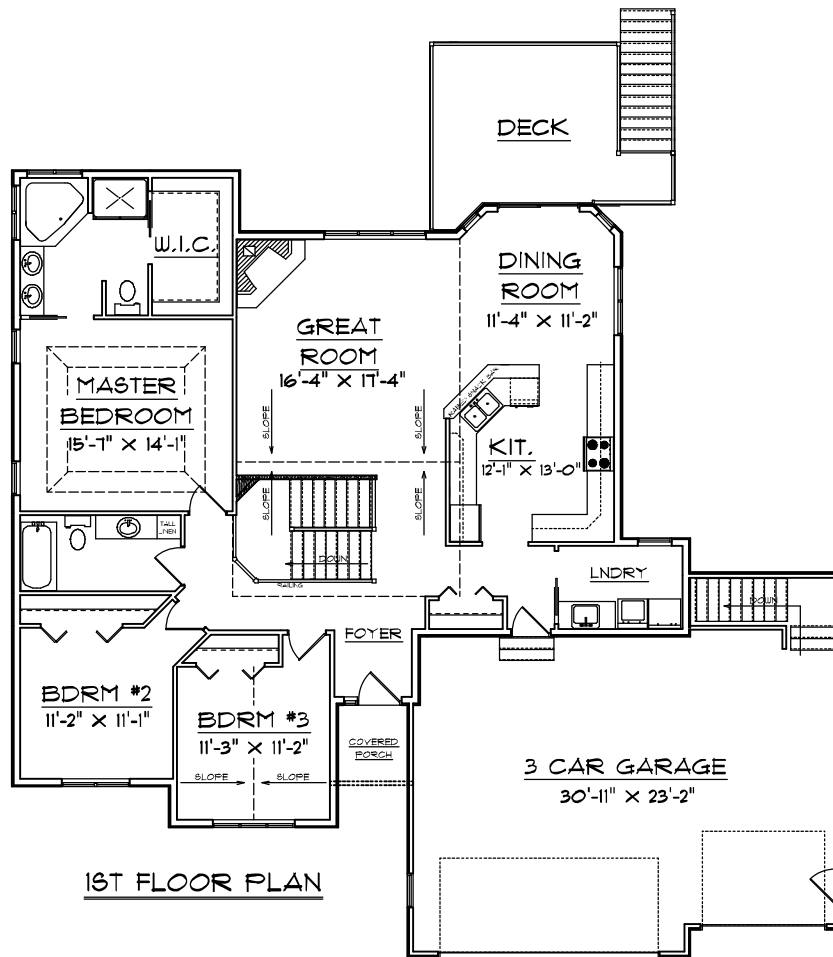 DECK
W.I.C.
DINING
ROOM
11'-4" X 11'-2"
GREAT
ROOM
16'-4" X 17'-4"
MASTER
BEDROOM
15'-7" X 14'-1"
SLOPE
SLOPE
KIT.
12'-1" X 13'-0"
SLOPE
SLOPE
TALL
LINEN
DOWN
RAILING
LNDRY
DOWN
FOYER
BDRM #2
11'-2" X 11'-1"
BDRM #3
11'-3" X 11'-2"
SLOPE
SLOPE
COVERED
PORCH
3 CAR GARAGE
30'-11" X 23'-2"
1ST FLOOR PLAN